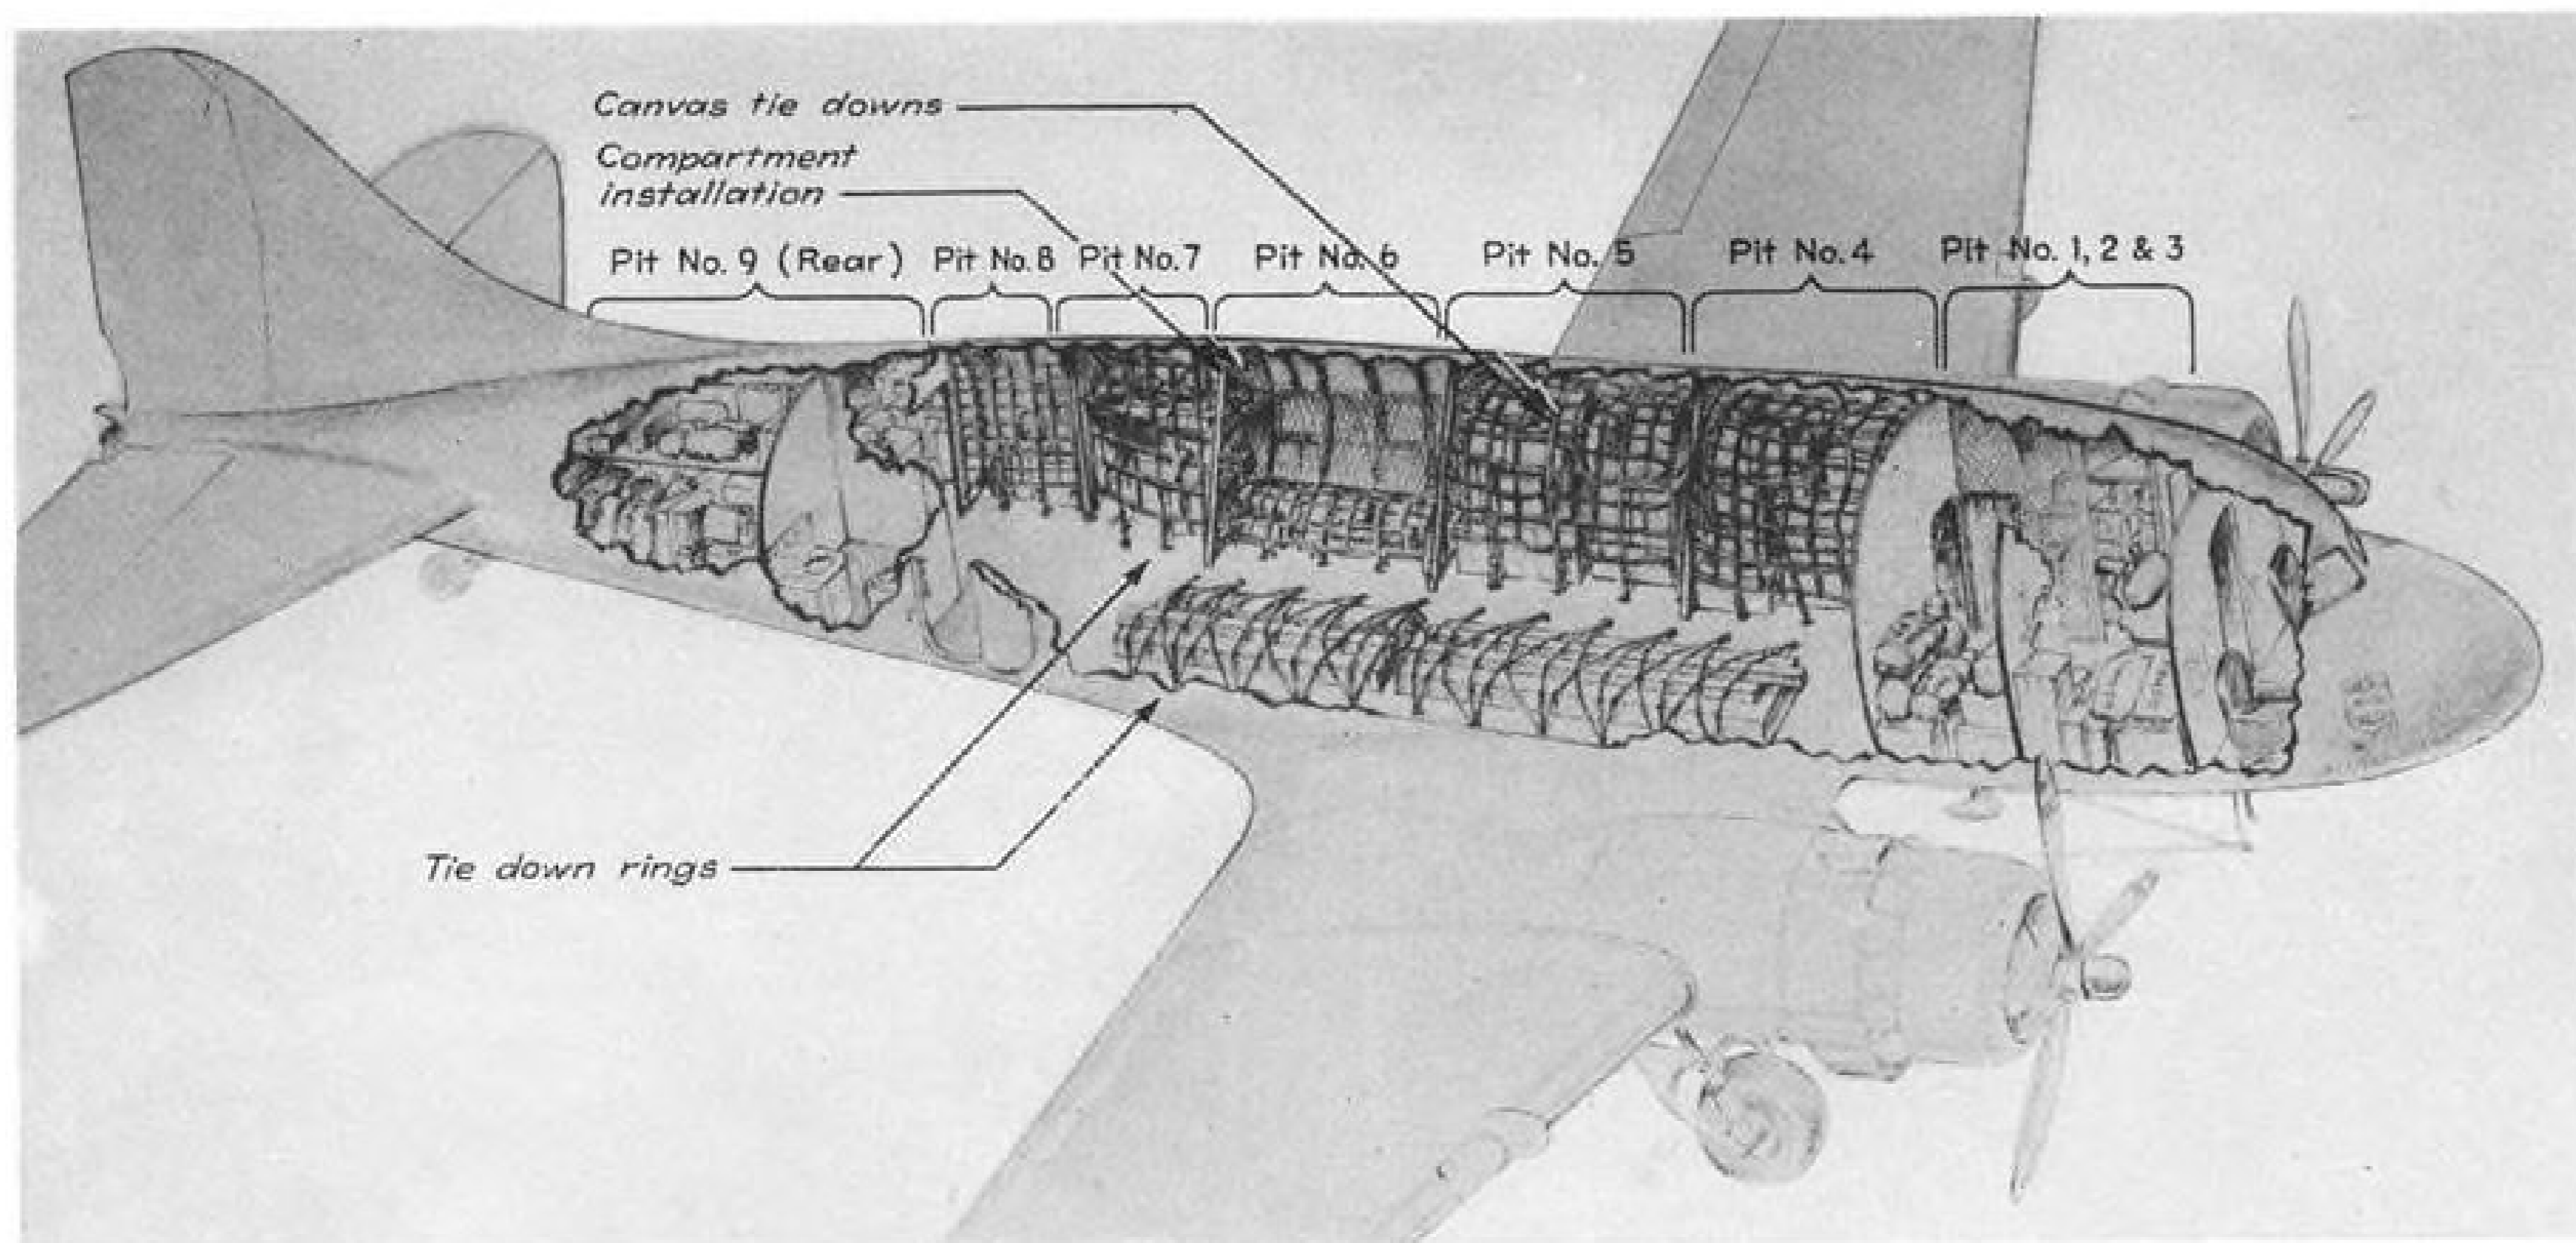 Canvas tie downs
Compartment
installation
Pit No. 9 (Rear) Pit No. 8 Pit No. 7 Pit No. 6 Pit No. 5 Pit No. 4 Pit No. 1, 2 & 3
Tie down rings